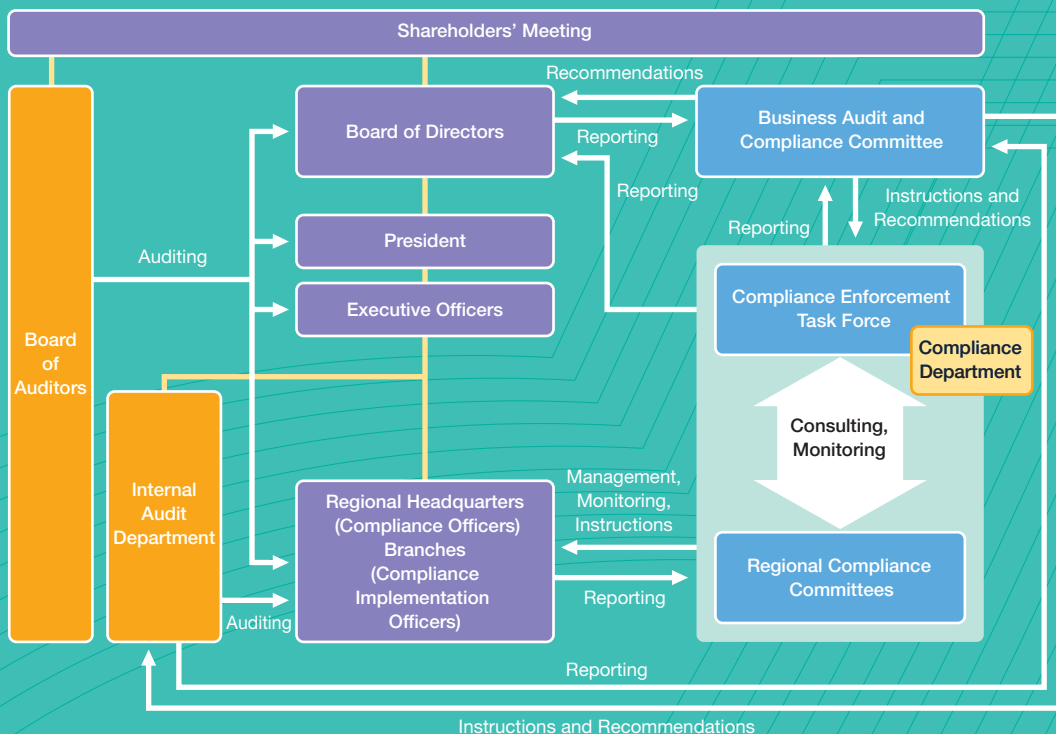 Shareholders’ Meeting
Recommendations
Board of Directors
Business Audit and
Compliance Committee
Reporting
Reporting
Instructions and
Recommendations
Reporting
President
Auditing
Executive Officers
Compliance Enforcement
Task Force
Compliance
Department
Board
of
Auditors
Consulting,
Monitoring
Internal
Audit
Department
Regional Headquarters
(Compliance Officers)
Branches
(Compliance
Implementation
Officers)
Management,
Monitoring,
Instructions
Regional Compliance
Committees
Reporting
Auditing
Reporting
Instructions and Recommendations